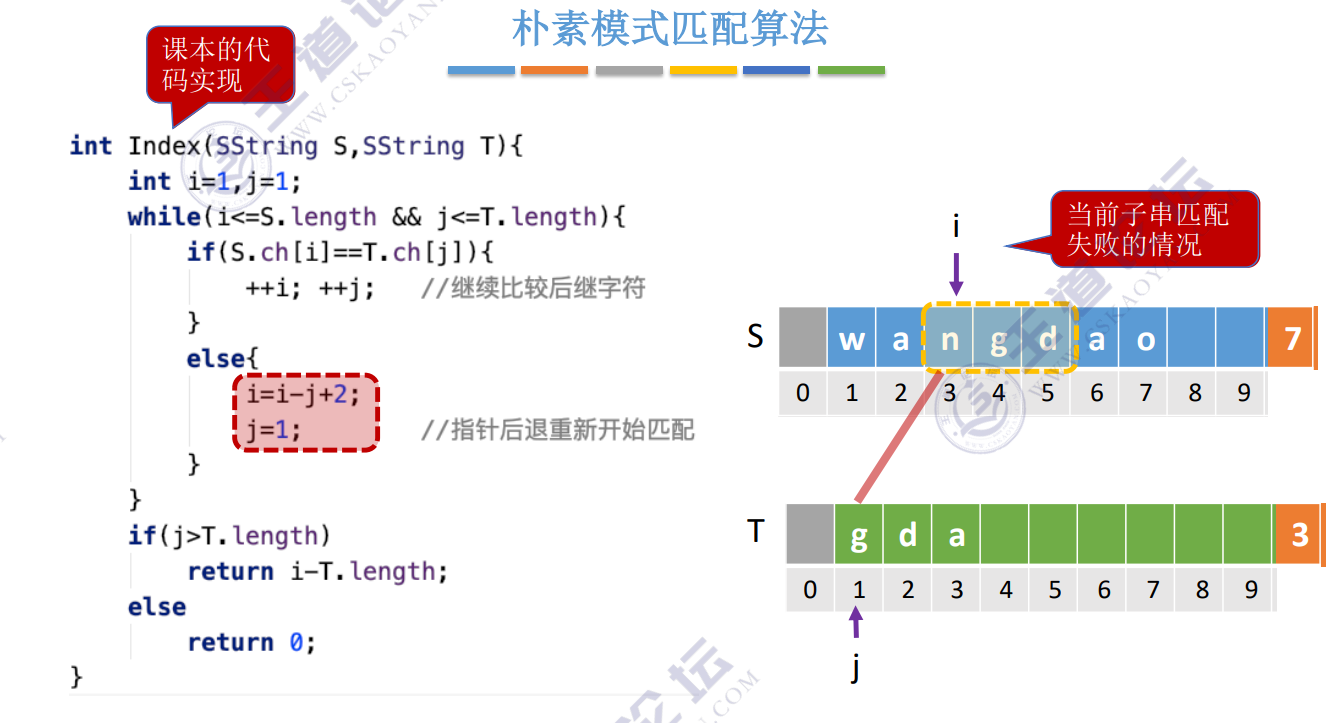 朴素模式匹配算法
课本的代
码实现
int Index(SString S,SString T){
int i=1,j=1;
while(i<=S.length && j<=T.length){
if(S.ch[i]==T.ch[j]){
++i; ++j; //继续比较后继字符
}
else{
i=i-j+2;
j=1; //指针后退重新开始匹配
}
}
if(j>T.length)
return i-T.length;
else
return 0;
}
当前子串匹配
失败的情况
i
S w a n g d a o 7
0 1 2 3 4 5 6 7 8 9
T g d a 3
0 1 2 3 4 5 6 7 8 9
j